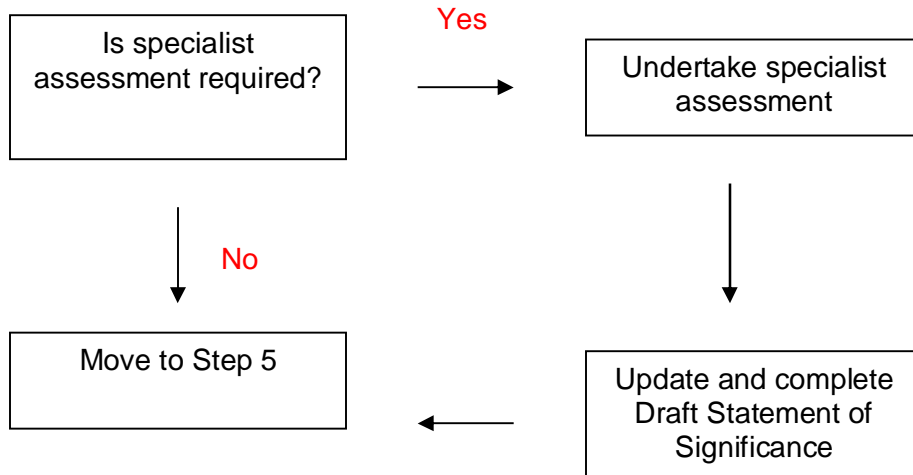 Is specialist
assessment required?
Yes
Undertake specialist
assessment
No
Move to Step 5
Update and complete
Draft Statement of
Significance